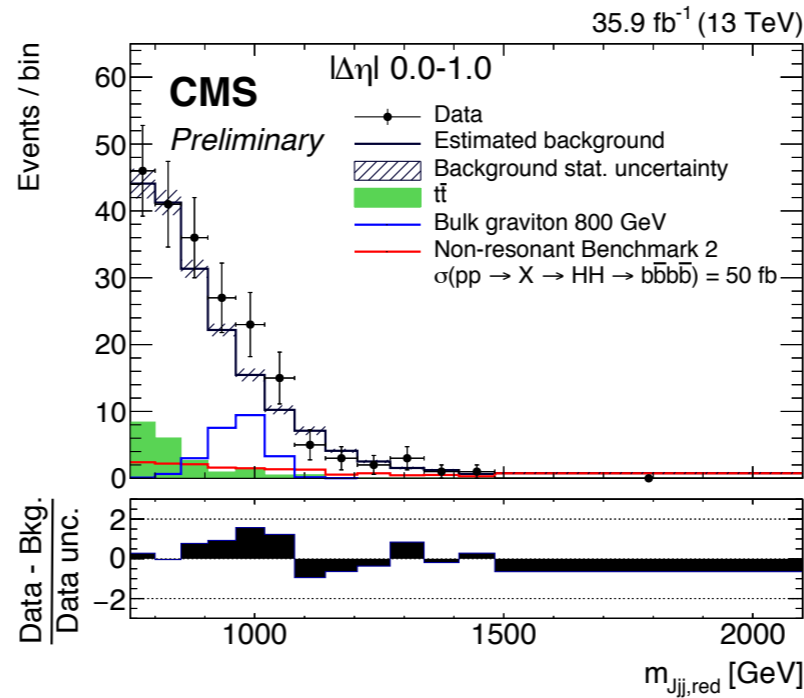 35.9 fb⁻¹ (13 TeV)
Events / bin
|Δη| 0.0-1.0
CMS
Preliminary
Data
Estimated background
Background stat. uncertainty
tt̄
Bulk graviton 800 GeV
Non-resonant Benchmark 2
σ(pp → X → HH → bb̄bb̄) = 50 fb
60
50
40
30
20
10
0
Data - Bkg.
Data unc.
2
0
−2
1000 1500 2000
m_Jjj,red [GeV]